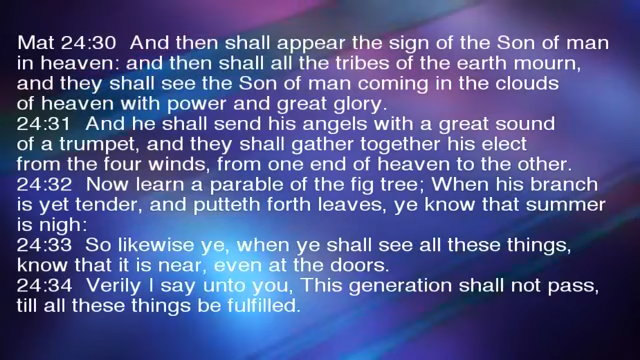 Mat 24:30  And then shall appear the sign of the Son of man
in heaven: and then shall all the tribes of the earth mourn,
and they shall see the Son of man coming in the clouds
of heaven with power and great glory.
24:31  And he shall send his angels with a great sound
of a trumpet, and they shall gather together his elect
from the four winds, from one end of heaven to the other.
24:32  Now learn a parable of the fig tree; When his branch
is yet tender, and putteth forth leaves, ye know that summer
is nigh:
24:33  So likewise ye, when ye shall see all these things,
know that it is near, even at the doors.
24:34  Verily I say unto you, This generation shall not pass,
till all these things be fulfilled.